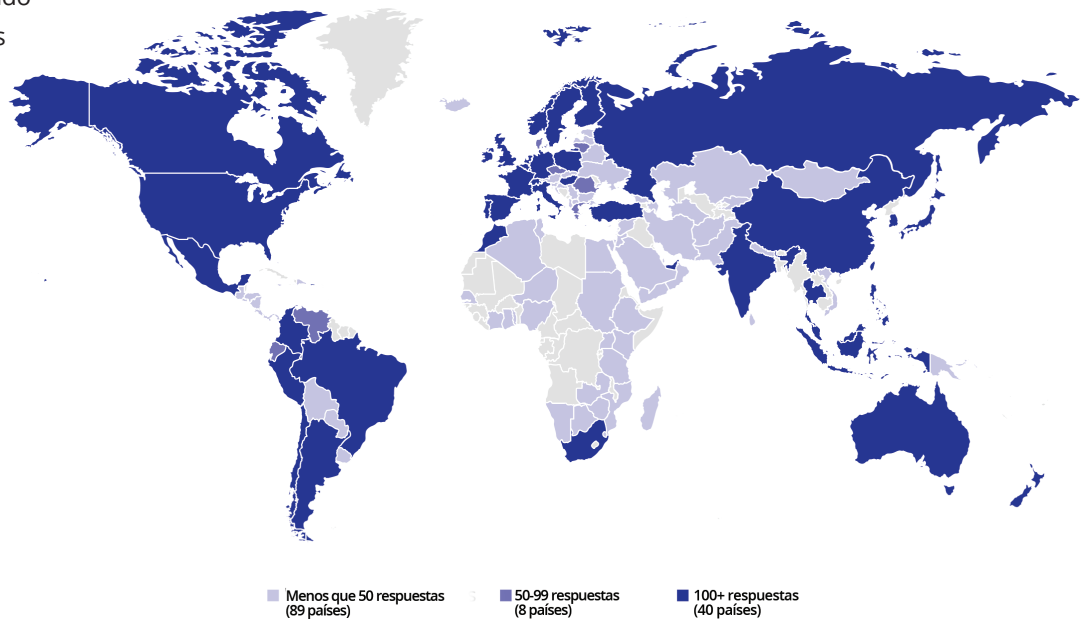 s
Menos que 50 respuestas
(89 países)
50-99 respuestas
(8 países)
100+ respuestas
(40 países)